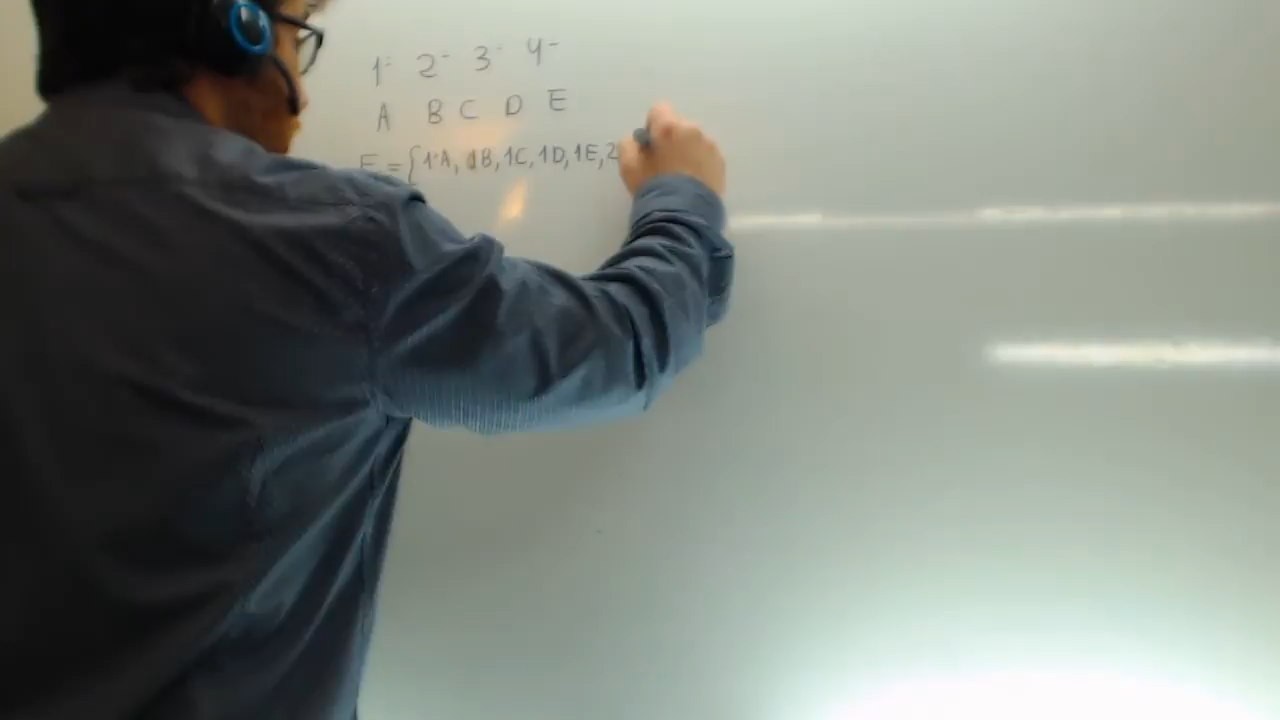 1- 2- 3- 4-
A B C D E
E = {1A, 1B, 1C, 1D, 1E, 2